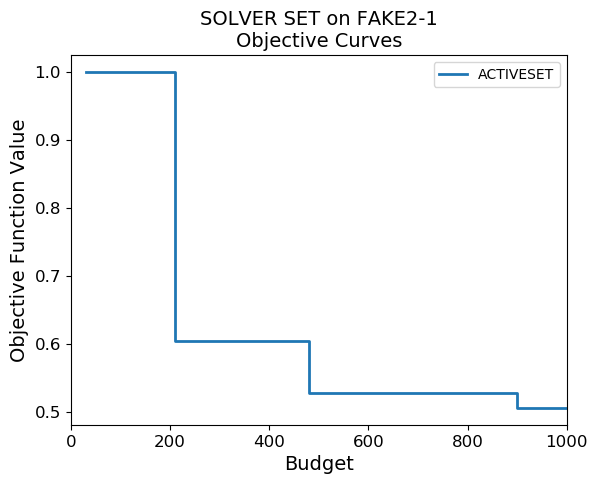 SOLVER SET on FAKE2-1
Objective Curves
ACTIVESET
Objective Function Value
1.0
0.9
0.8
0.7
0.6
0.5
0 200 400 600 800 1000
Budget